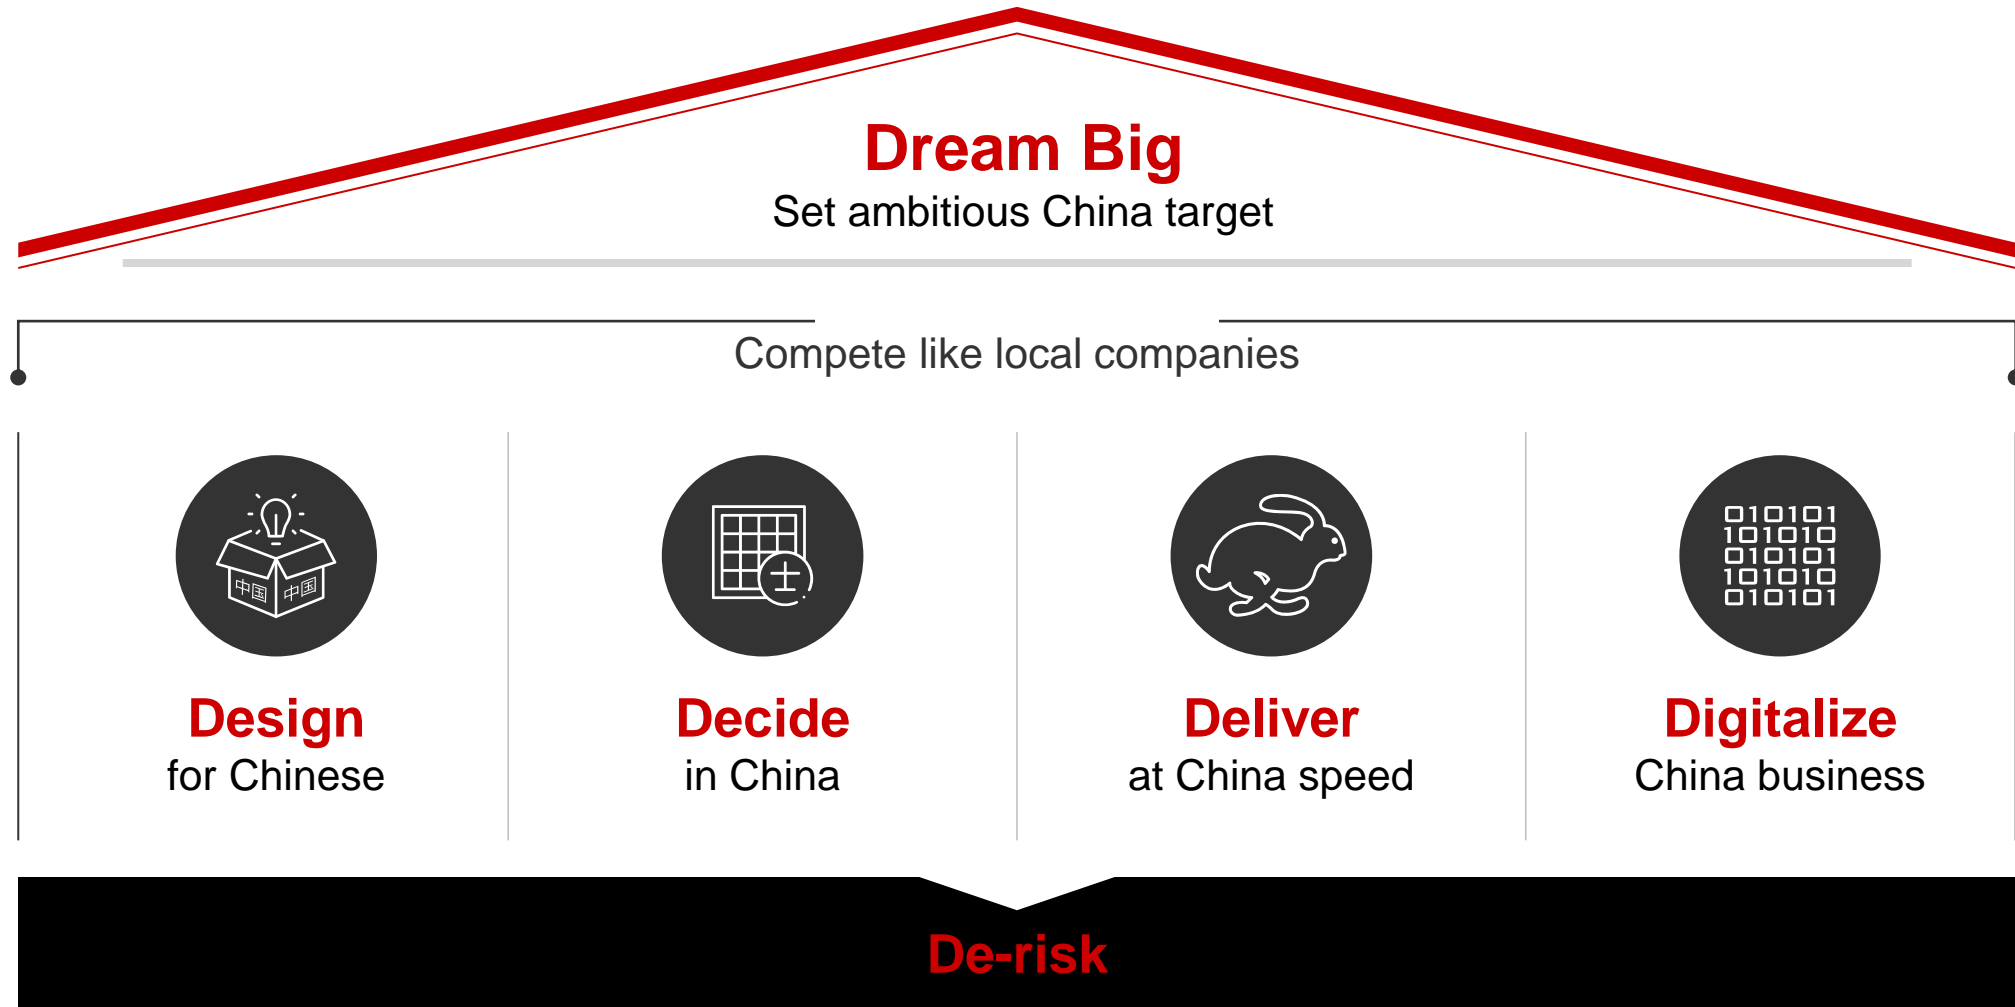 Dream Big
Set ambitious China target
Compete like local companies
中国 中国
士
010101
101010
010101
101010
010101
Design
for Chinese
Decide
in China
Deliver
at China speed
Digitalize
China business
De-risk